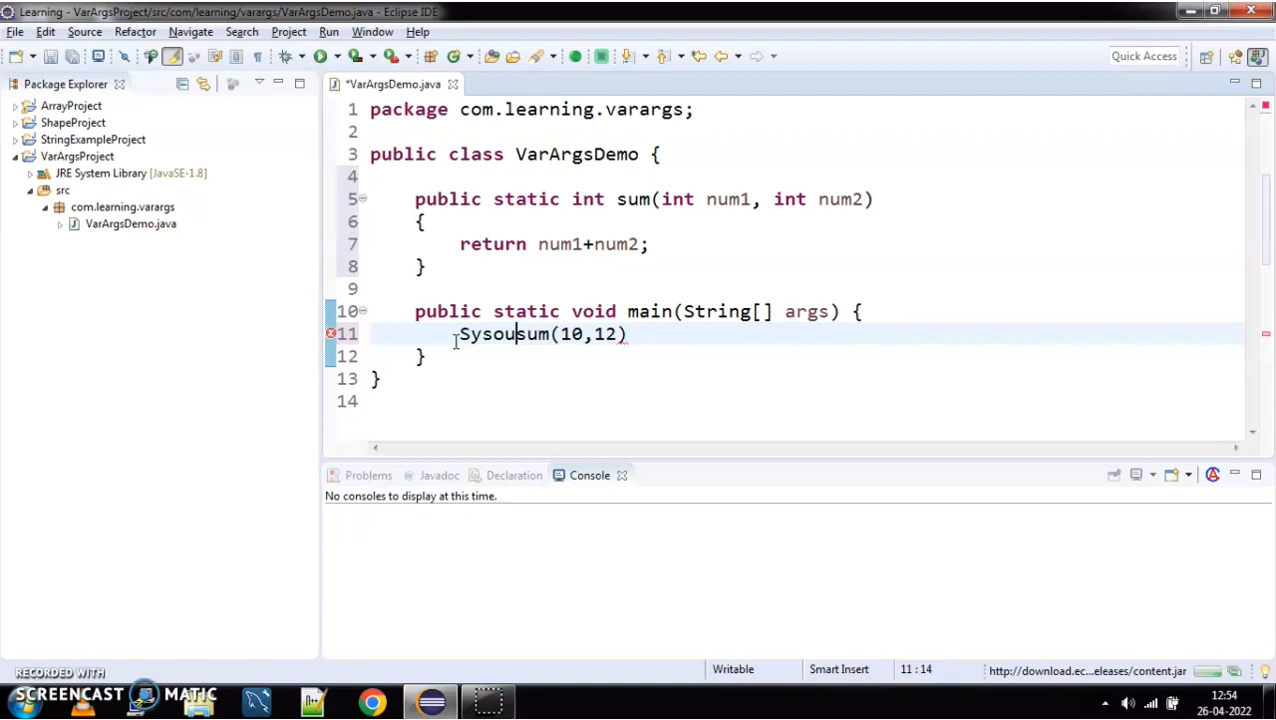 Learning - VarArgsProject/src/com/learning/varargs/VarArgsDemo.java - Eclipse IDE
File Edit Source Refactor Navigate Search Project Run Window Help
Quick Access
Package Explorer
ArrayProject
ShapeProject
StringExampleProject
VarArgsProject
JRE System Library [JavaSE-1.8]
src
com.learning.varargs
VarArgsDemo.java
*VarArgsDemo.java
1 package com.learning.varargs;
2
3 public class VarArgsDemo {
4
5 public static int sum(int num1, int num2)
6 {
7 return num1+num2;
8 }
9
10 public static void main(String[] args) {
11 Sysousum(10,12)
12 }
13 }
14
Problems Javadoc Declaration Console
No consoles to display at this time.
Writable Smart Insert 11 : 14 http://download.ec...eleases/content.jar
RECORDED WITH
SCREENCAST MATIC
12:54
26-04-2022